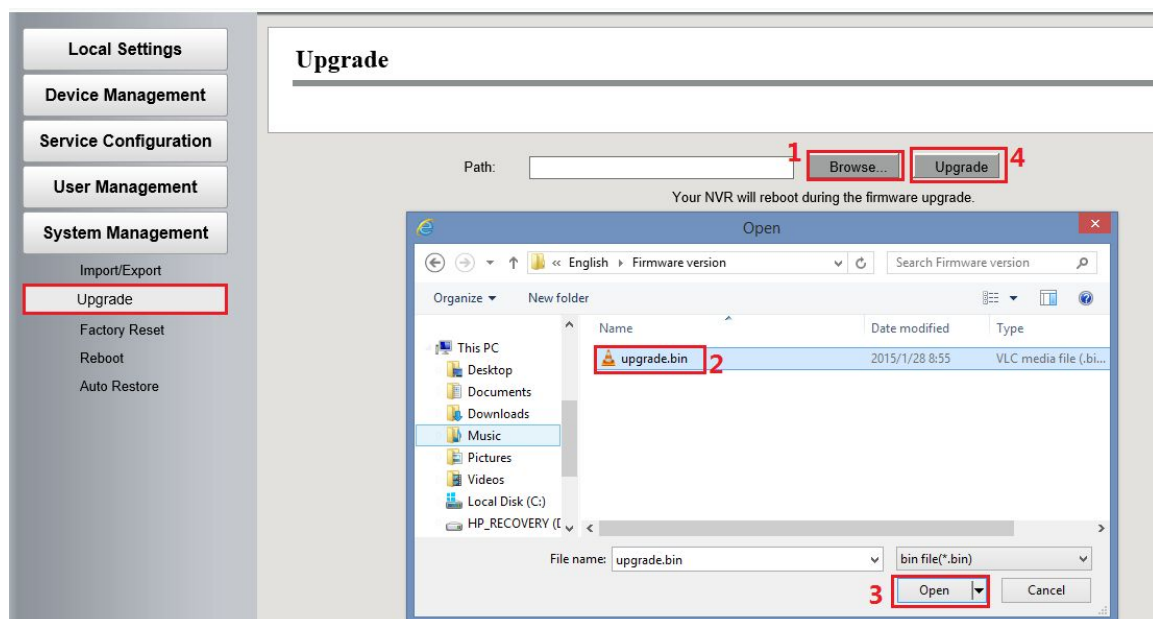 Local Settings
Device Management
Service Configuration
User Management
System Management
Import/Export
Upgrade
Factory Reset
Reboot
Auto Restore
Upgrade
Path:
1
Browse...
Upgrade
4
Your NVR will reboot during the firmware upgrade.
Open
« English Firmware version
Search Firmware version
Organize
New folder
Name
Date modified
Type
This PC
Desktop
Documents
Downloads
Music
Pictures
Videos
Local Disk (C:)
HP_RECOVERY (
upgrade.bin
2
2015/1/28 8:55
VLC media file (.bi...
File name:
upgrade.bin
bin file(*.bin)
3
Open
Cancel